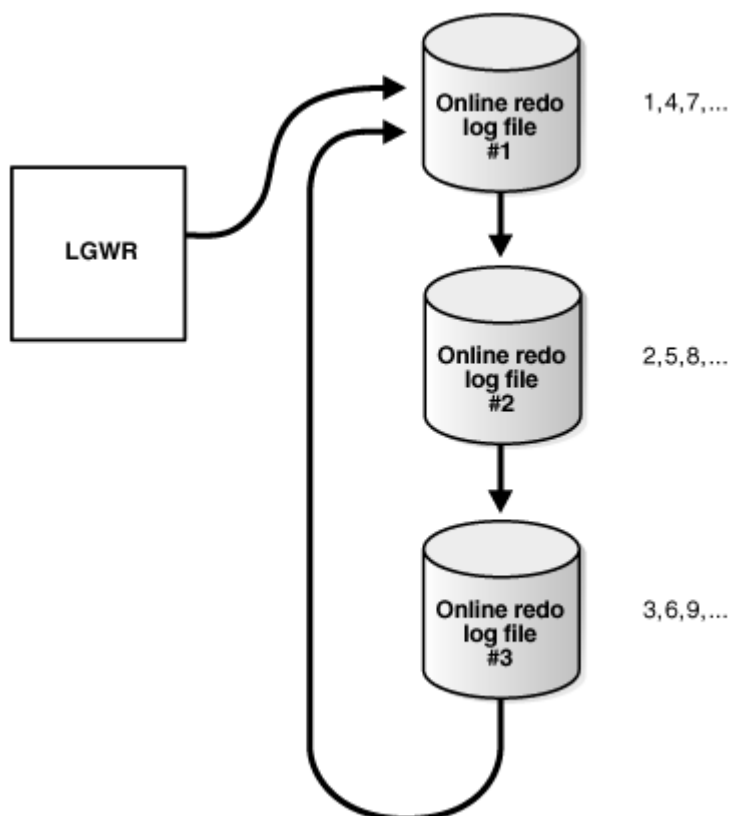 Online redo
log file
#1
1,4,7,...
LGWR
Online redo
log file
#2
2,5,8,...
Online redo
log file
#3
3,6,9,...